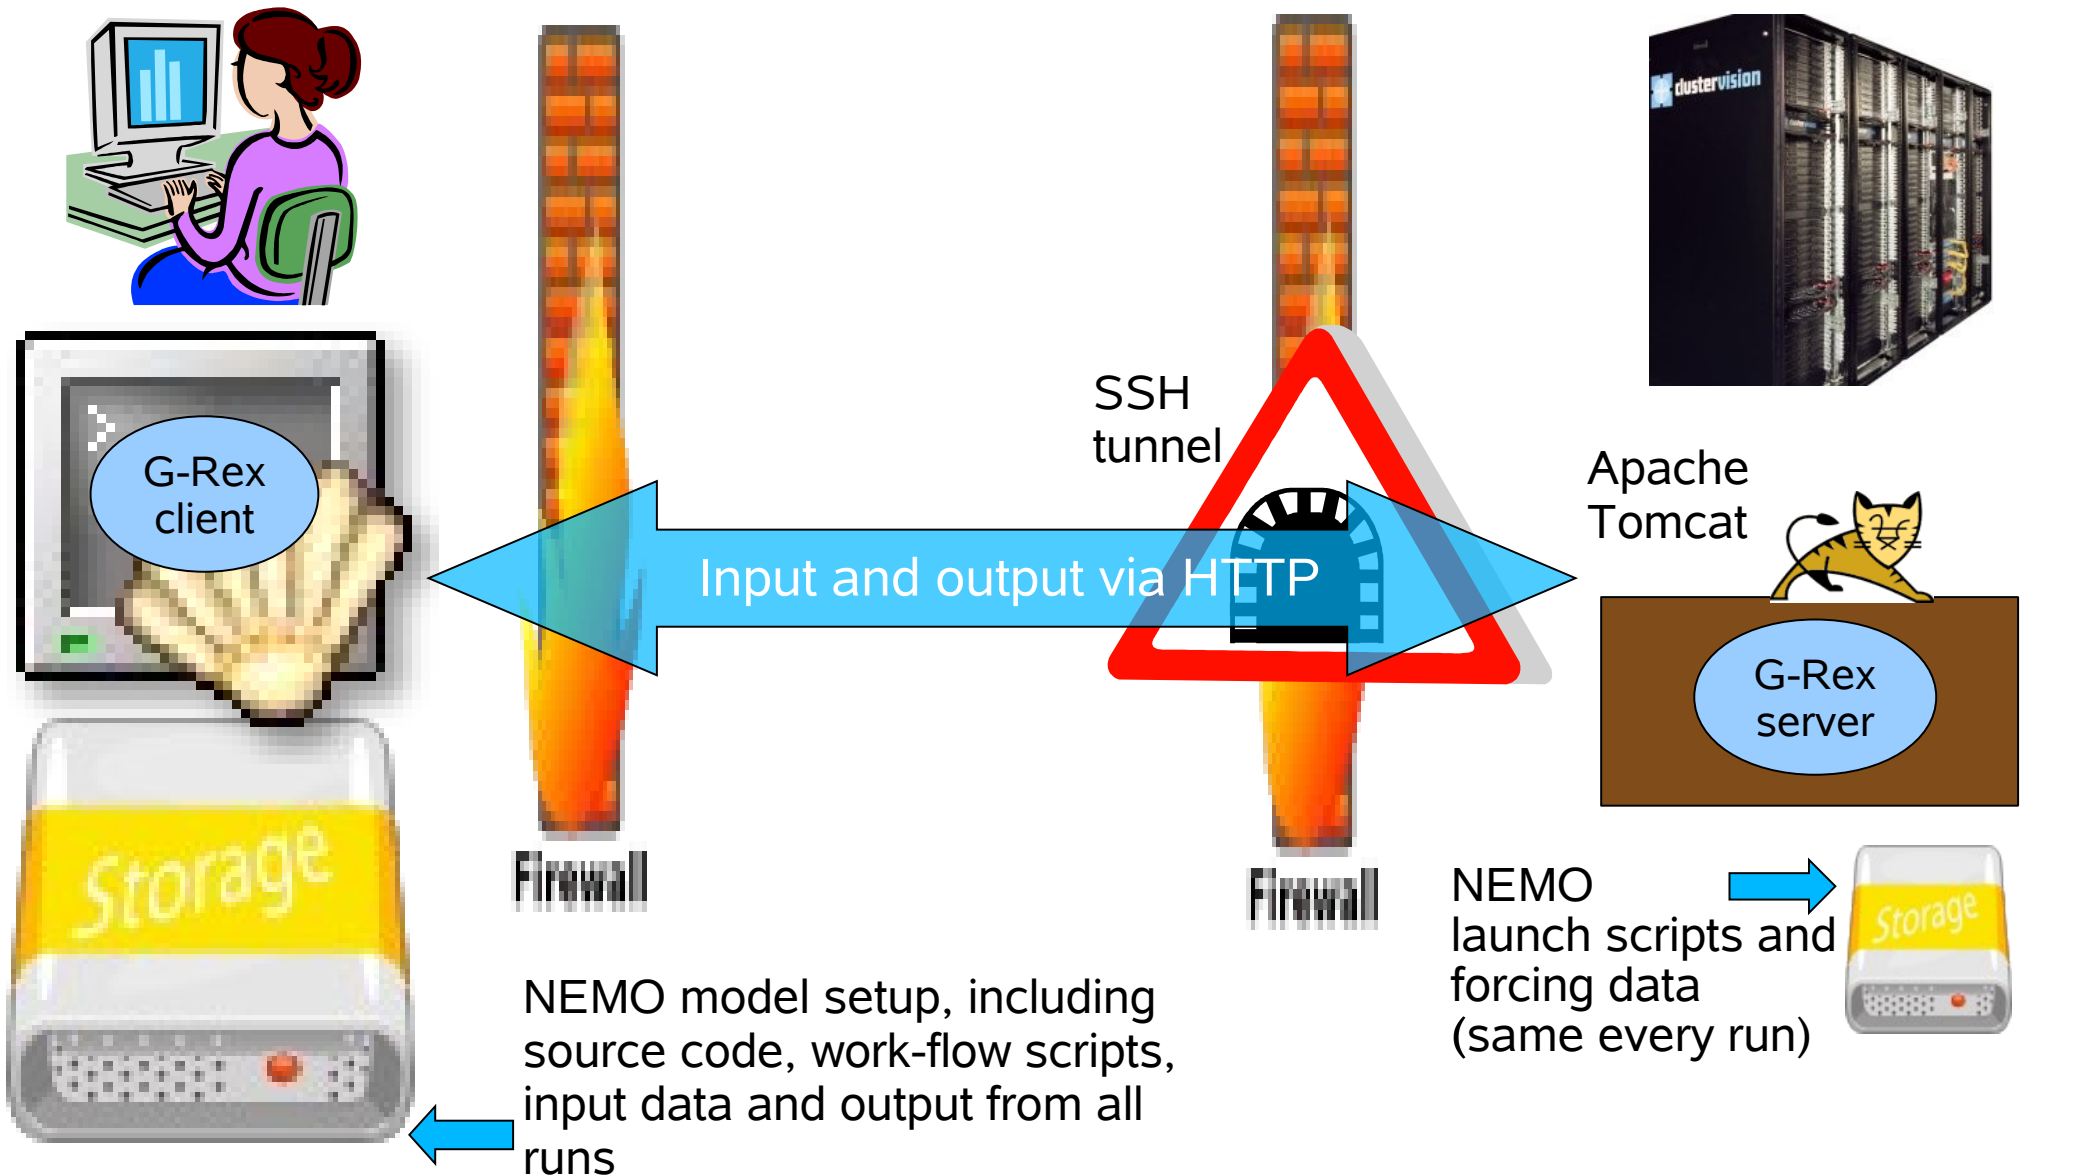 clustervision
SSH
tunnel
G-Rex
client
Apache
Tomcat
Input and output via HTTP
G-Rex
server
Storage
Firewall
Firewall
NEMO
launch scripts and
forcing data
(same every run)
Storage
NEMO model setup, including
source code, work-flow scripts,
input data and output from all
runs